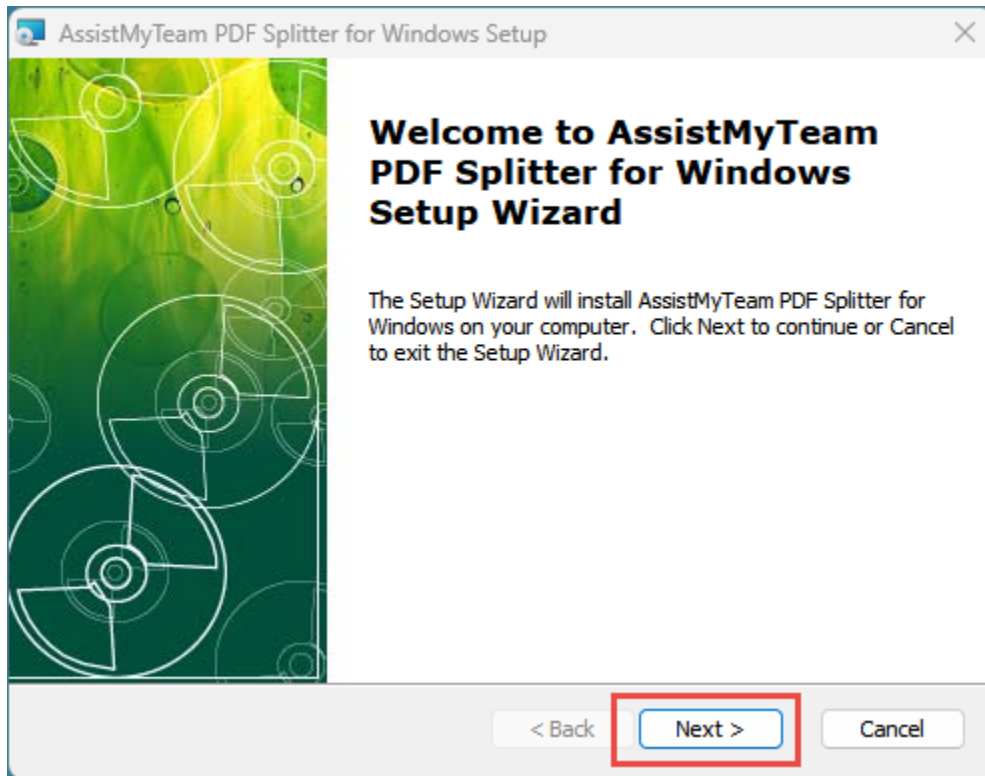 AssistMyTeam PDF Splitter for Windows Setup
Welcome to AssistMyTeam
PDF Splitter for Windows
Setup Wizard
The Setup Wizard will install AssistMyTeam PDF Splitter for
Windows on your computer.  Click Next to continue or Cancel
to exit the Setup Wizard.
< Back
Next >
Cancel